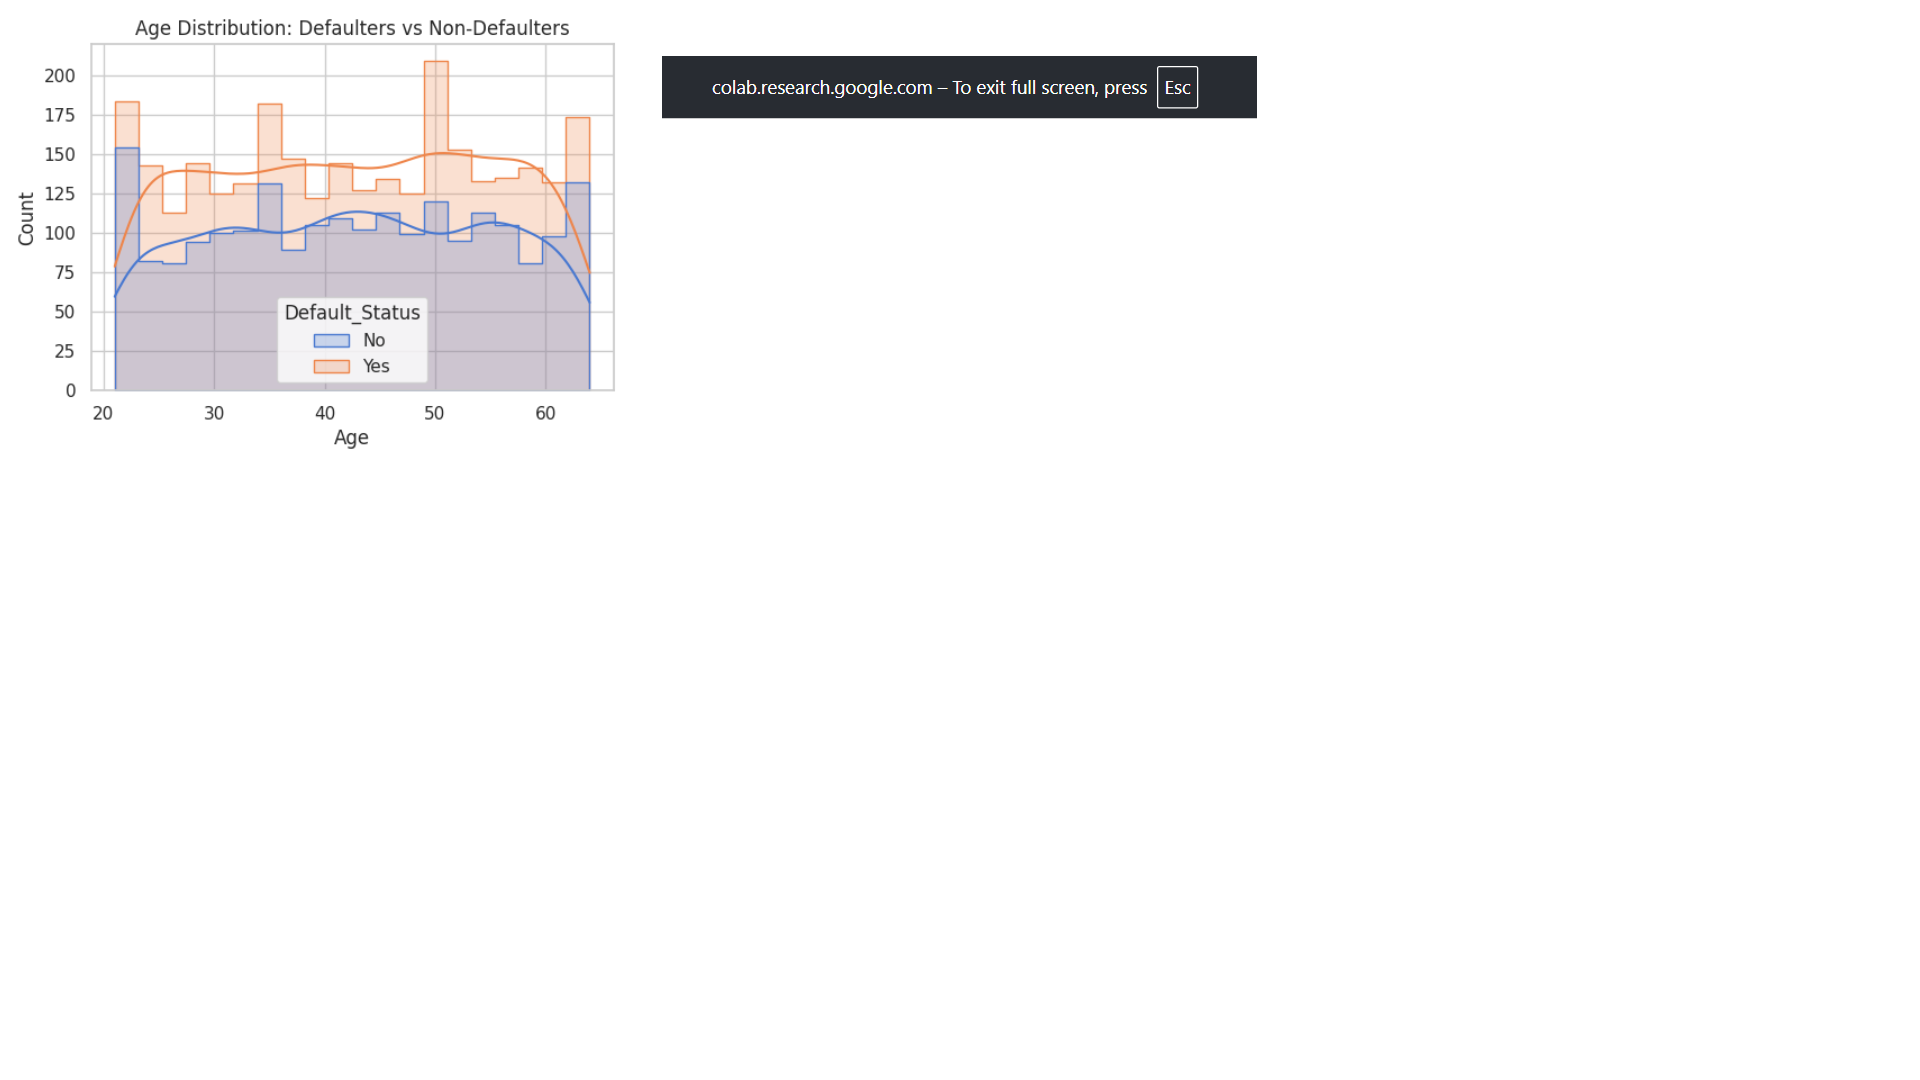 Age Distribution: Defaulters vs Non-Defaulters
colab.research.google.com – To exit full screen, press Esc
200
175
150
125
100
75
50
25
0
Count
Default_Status
No
Yes
20 30 40 50 60
Age